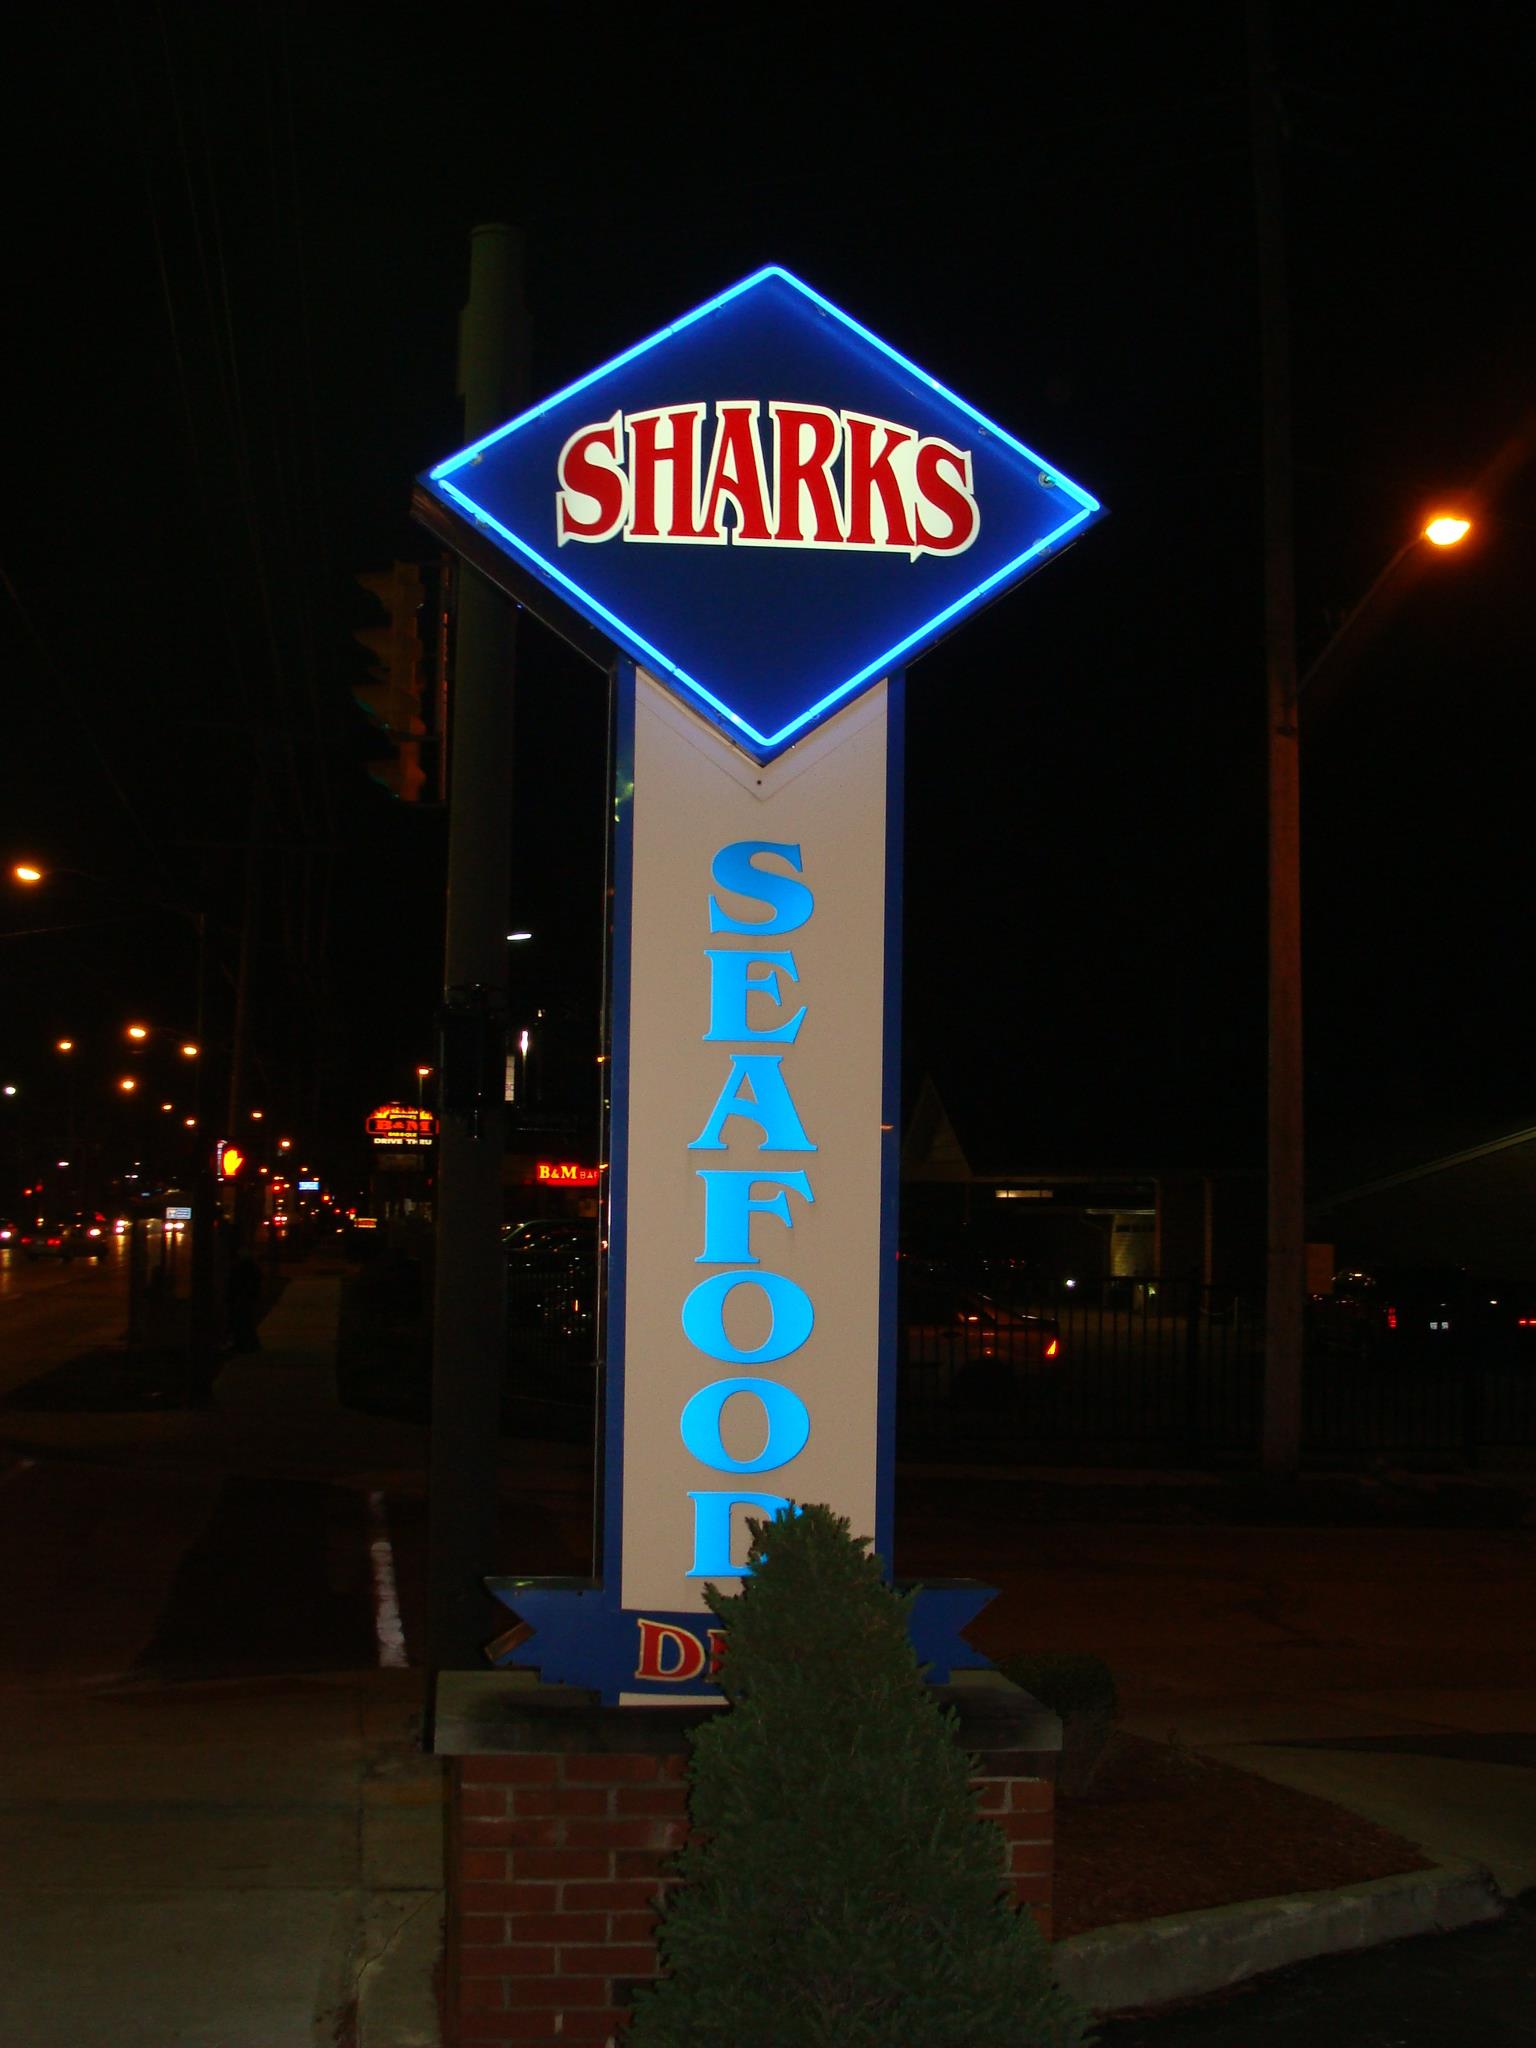 SHARKS
SEAFOOD
B&M
DRIVE THRU
B&M